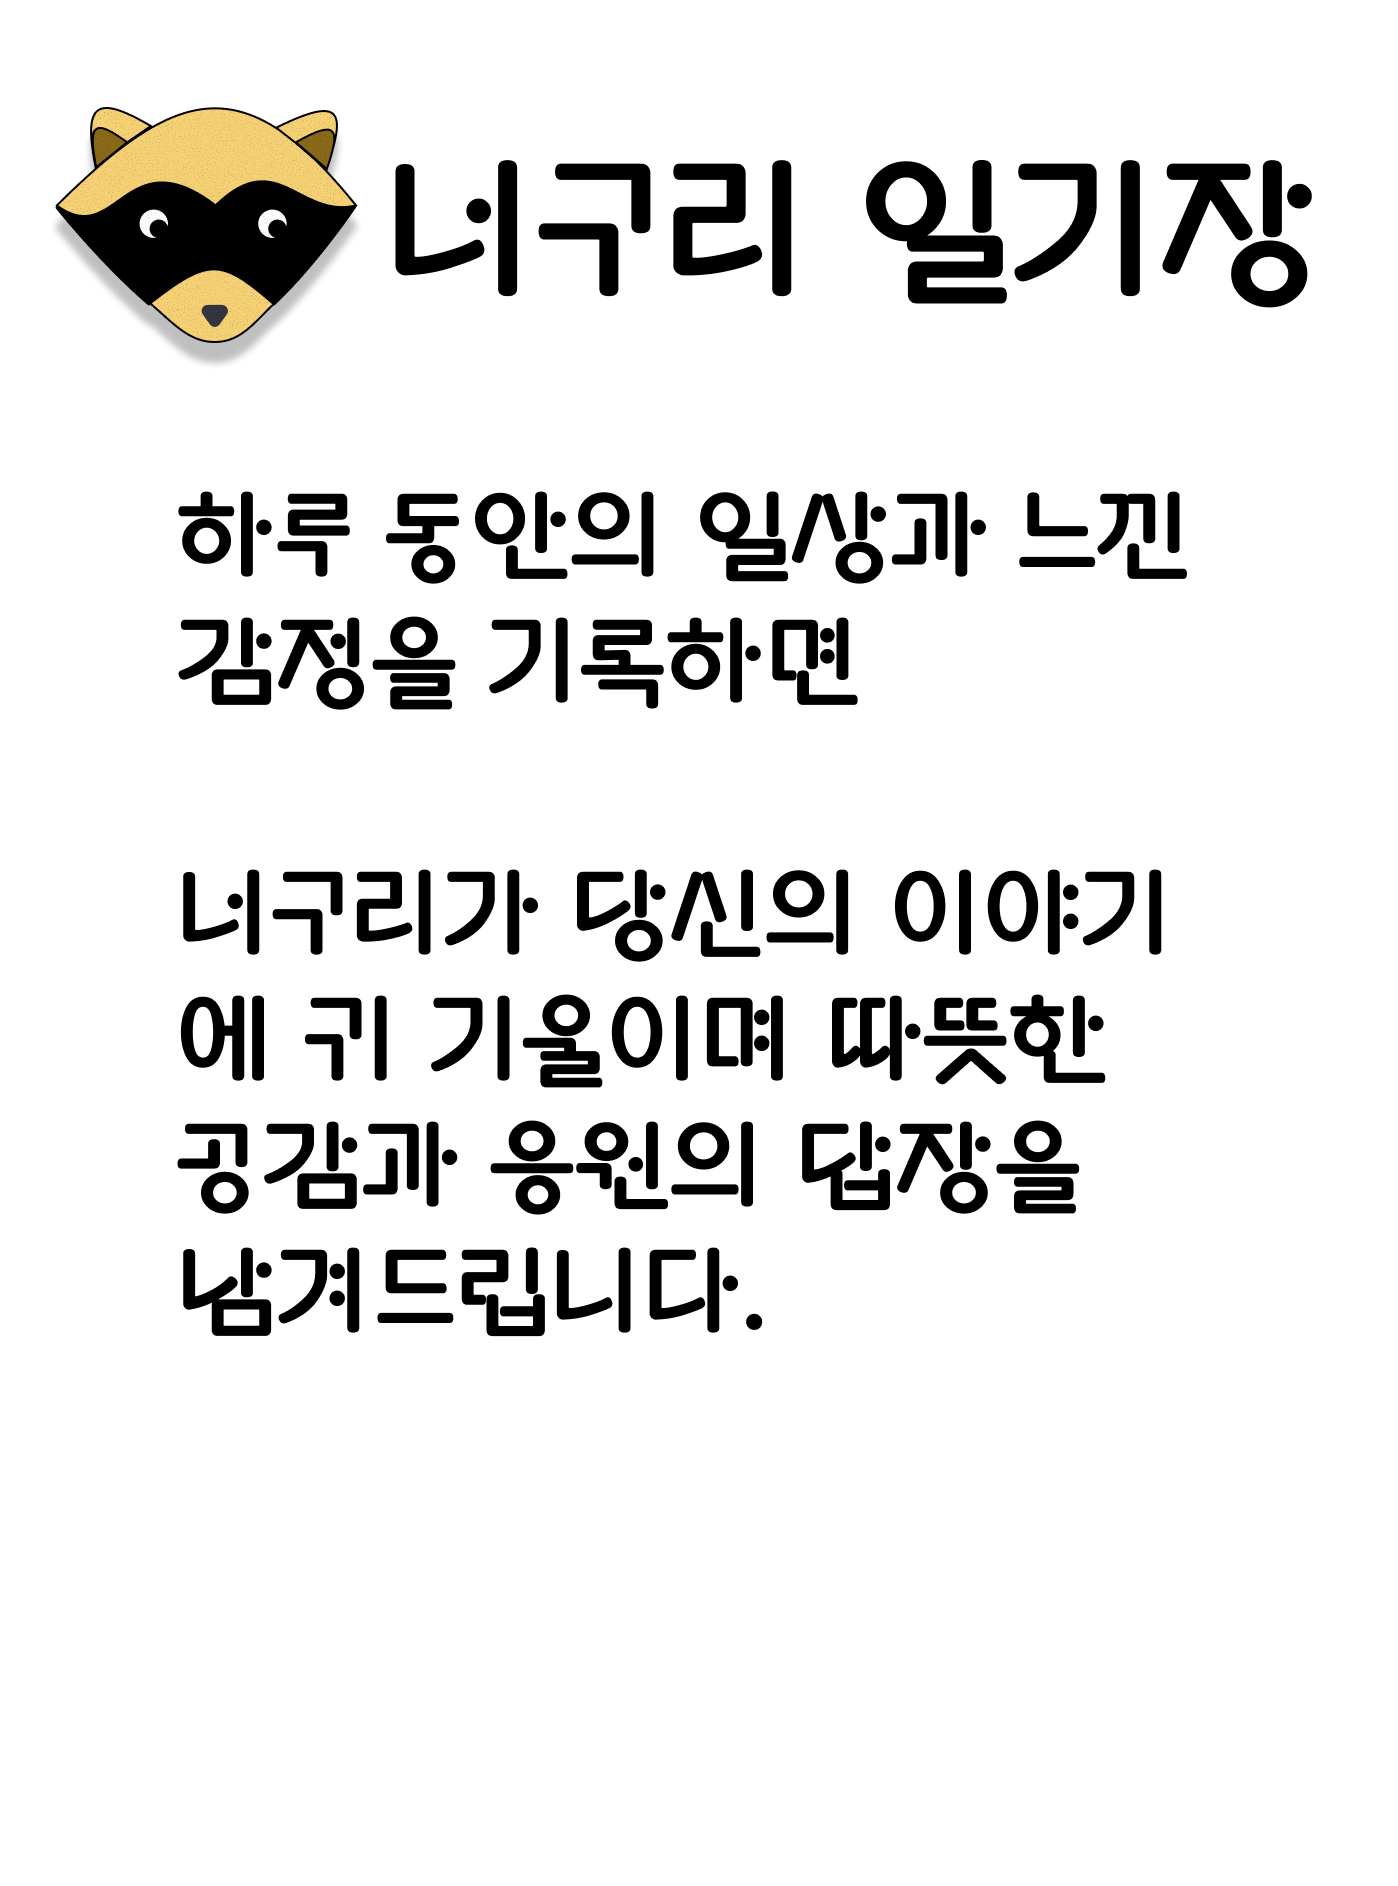 너구리 일기장
하루 동안의 일상과 느낀
감정을 기록하면
너구리가 당신의 이야기
에 귀 기울이며 따뜻한
공감과 응원의 답장을
남겨드립니다.